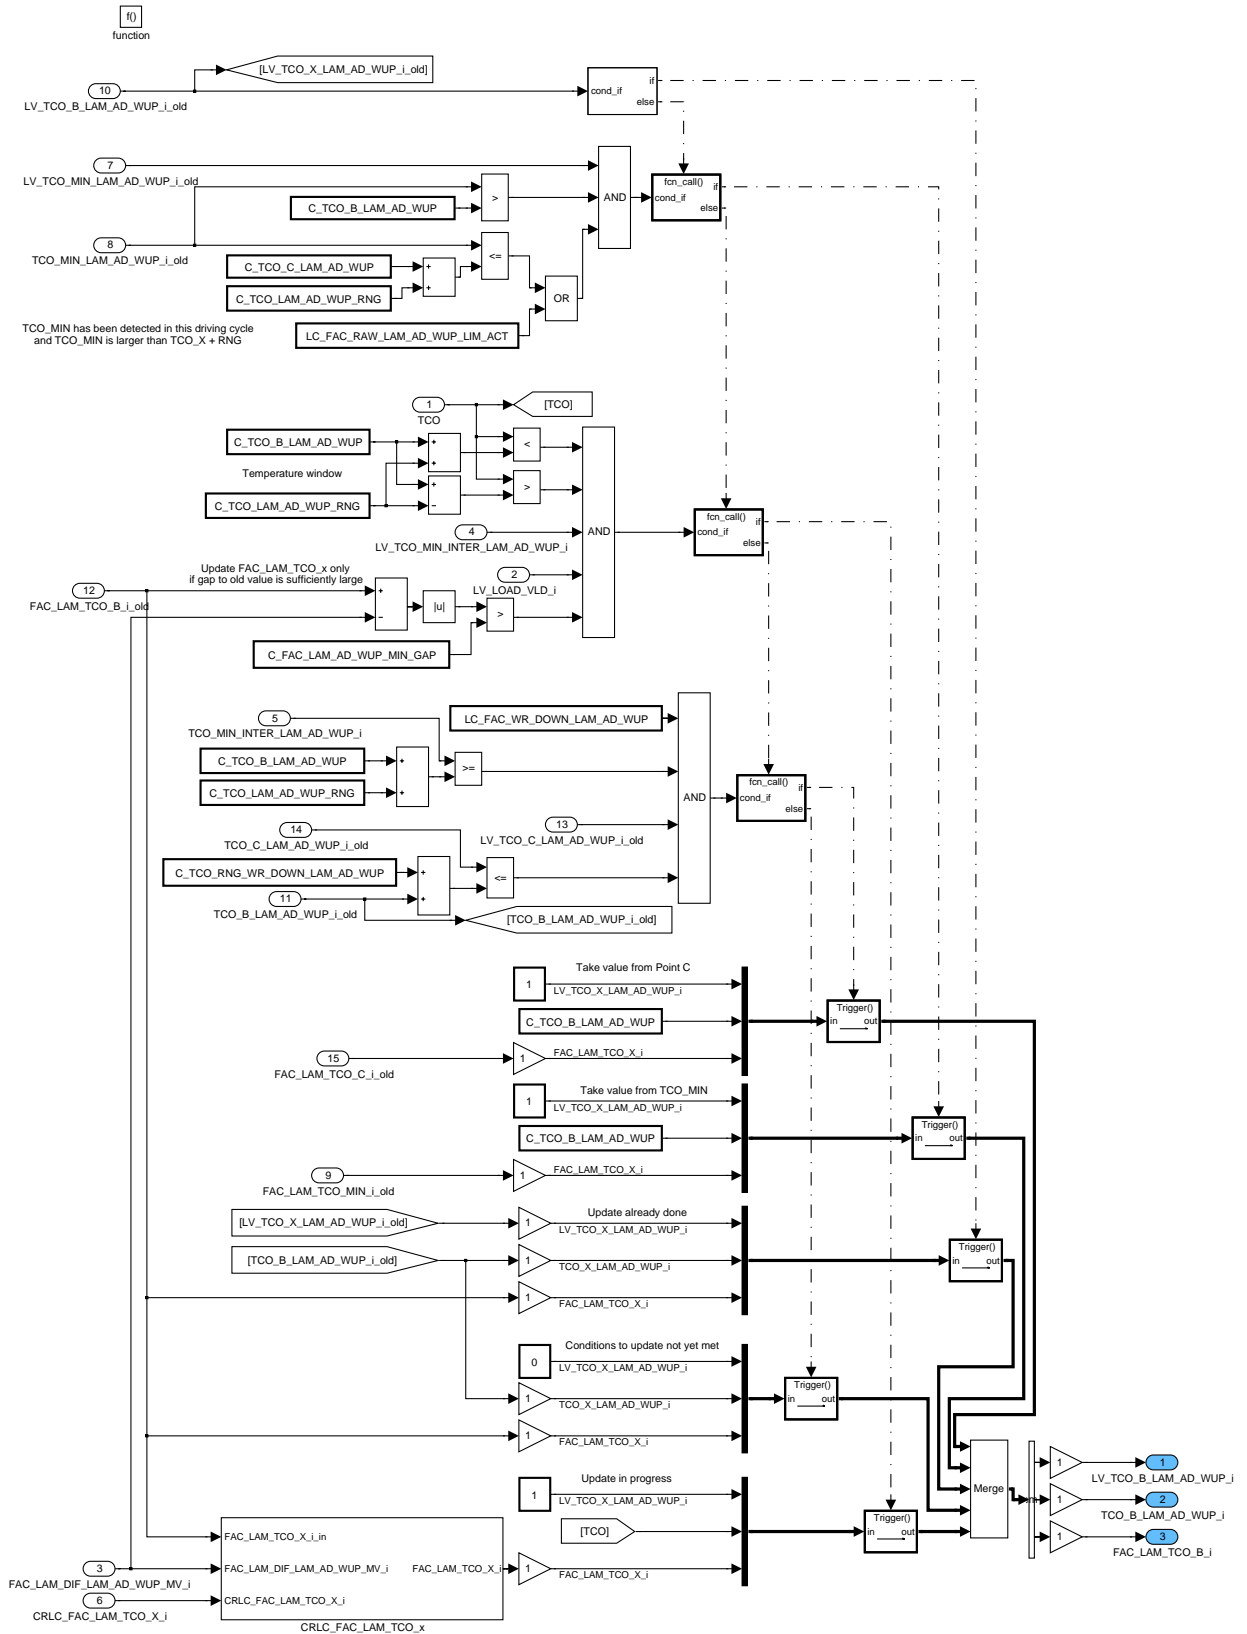 f()
function
[LV_TCO_X_LAM_AD_WUP_i_old]
10
LV_TCO_B_LAM_AD_WUP_i_old
cond_if
if
else
7
LV_TCO_MIN_LAM_AD_WUP_i_old
C_TCO_B_LAM_AD_WUP
>
AND
fcn_call()
cond_if
if
else
8
TCO_MIN_LAM_AD_WUP_i_old
C_TCO_C_LAM_AD_WUP
+
+
<=
C_TCO_LAM_AD_WUP_RNG
OR
TCO_MIN has been detected in this driving cycle
and TCO_MIN is larger than TCO_X + RNG
LC_FAC_RAW_LAM_AD_WUP_LIM_ACT
1
TCO
[TCO]
C_TCO_B_LAM_AD_WUP
+
+
<
Temperature window
+
−
>
C_TCO_LAM_AD_WUP_RNG
4
LV_TCO_MIN_INTER_LAM_AD_WUP_i
AND
fcn_call()
cond_if
if
else
Update FAC_LAM_TCO_x only
if gap to old value is sufficiently large
2
LV_LOAD_VLD_i
12
FAC_LAM_TCO_B_i_old
+
−
|u|
>
C_FAC_LAM_AD_WUP_MIN_GAP
5
TCO_MIN_INTER_LAM_AD_WUP_i
LC_FAC_WR_DOWN_LAM_AD_WUP
C_TCO_B_LAM_AD_WUP
+
+
>=
C_TCO_LAM_AD_WUP_RNG
AND
fcn_call()
cond_if
if
else
14
TCO_C_LAM_AD_WUP_i_old
13
LV_TCO_C_LAM_AD_WUP_i_old
C_TCO_RNG_WR_DOWN_LAM_AD_WUP
+
+
<=
11
TCO_B_LAM_AD_WUP_i_old
[TCO_B_LAM_AD_WUP_i_old]
Take value from Point C
1
LV_TCO_X_LAM_AD_WUP_i
C_TCO_B_LAM_AD_WUP
Trigger()
in
out
15
FAC_LAM_TCO_C_i_old
1
FAC_LAM_TCO_X_i
Take value from TCO_MIN
1
LV_TCO_X_LAM_AD_WUP_i
C_TCO_B_LAM_AD_WUP
Trigger()
in
out
9
FAC_LAM_TCO_MIN_i_old
1
FAC_LAM_TCO_X_i
[LV_TCO_X_LAM_AD_WUP_i_old]
1
Update already done
LV_TCO_X_LAM_AD_WUP_i
[TCO_B_LAM_AD_WUP_i_old]
1
TCO_X_LAM_AD_WUP_i
Trigger()
in
out
1
FAC_LAM_TCO_X_i
Conditions to update not yet met
0
LV_TCO_X_LAM_AD_WUP_i
1
TCO_X_LAM_AD_WUP_i
Trigger()
in
out
1
FAC_LAM_TCO_X_i
Update in progress
1
LV_TCO_X_LAM_AD_WUP_i
[TCO]
Trigger()
in
out
Merge
1
1
LV_TCO_B_LAM_AD_WUP_i
1
2
TCO_B_LAM_AD_WUP_i
1
3
FAC_LAM_TCO_B_i
FAC_LAM_TCO_X_i_in
3
FAC_LAM_DIF_LAM_AD_WUP_MV_i
FAC_LAM_DIF_LAM_AD_WUP_MV_i
FAC_LAM_TCO_X_i
1
FAC_LAM_TCO_X_i
6
CRLC_FAC_LAM_TCO_X_i
CRLC_FAC_LAM_TCO_X_i
CRLC_FAC_LAM_TCO_x